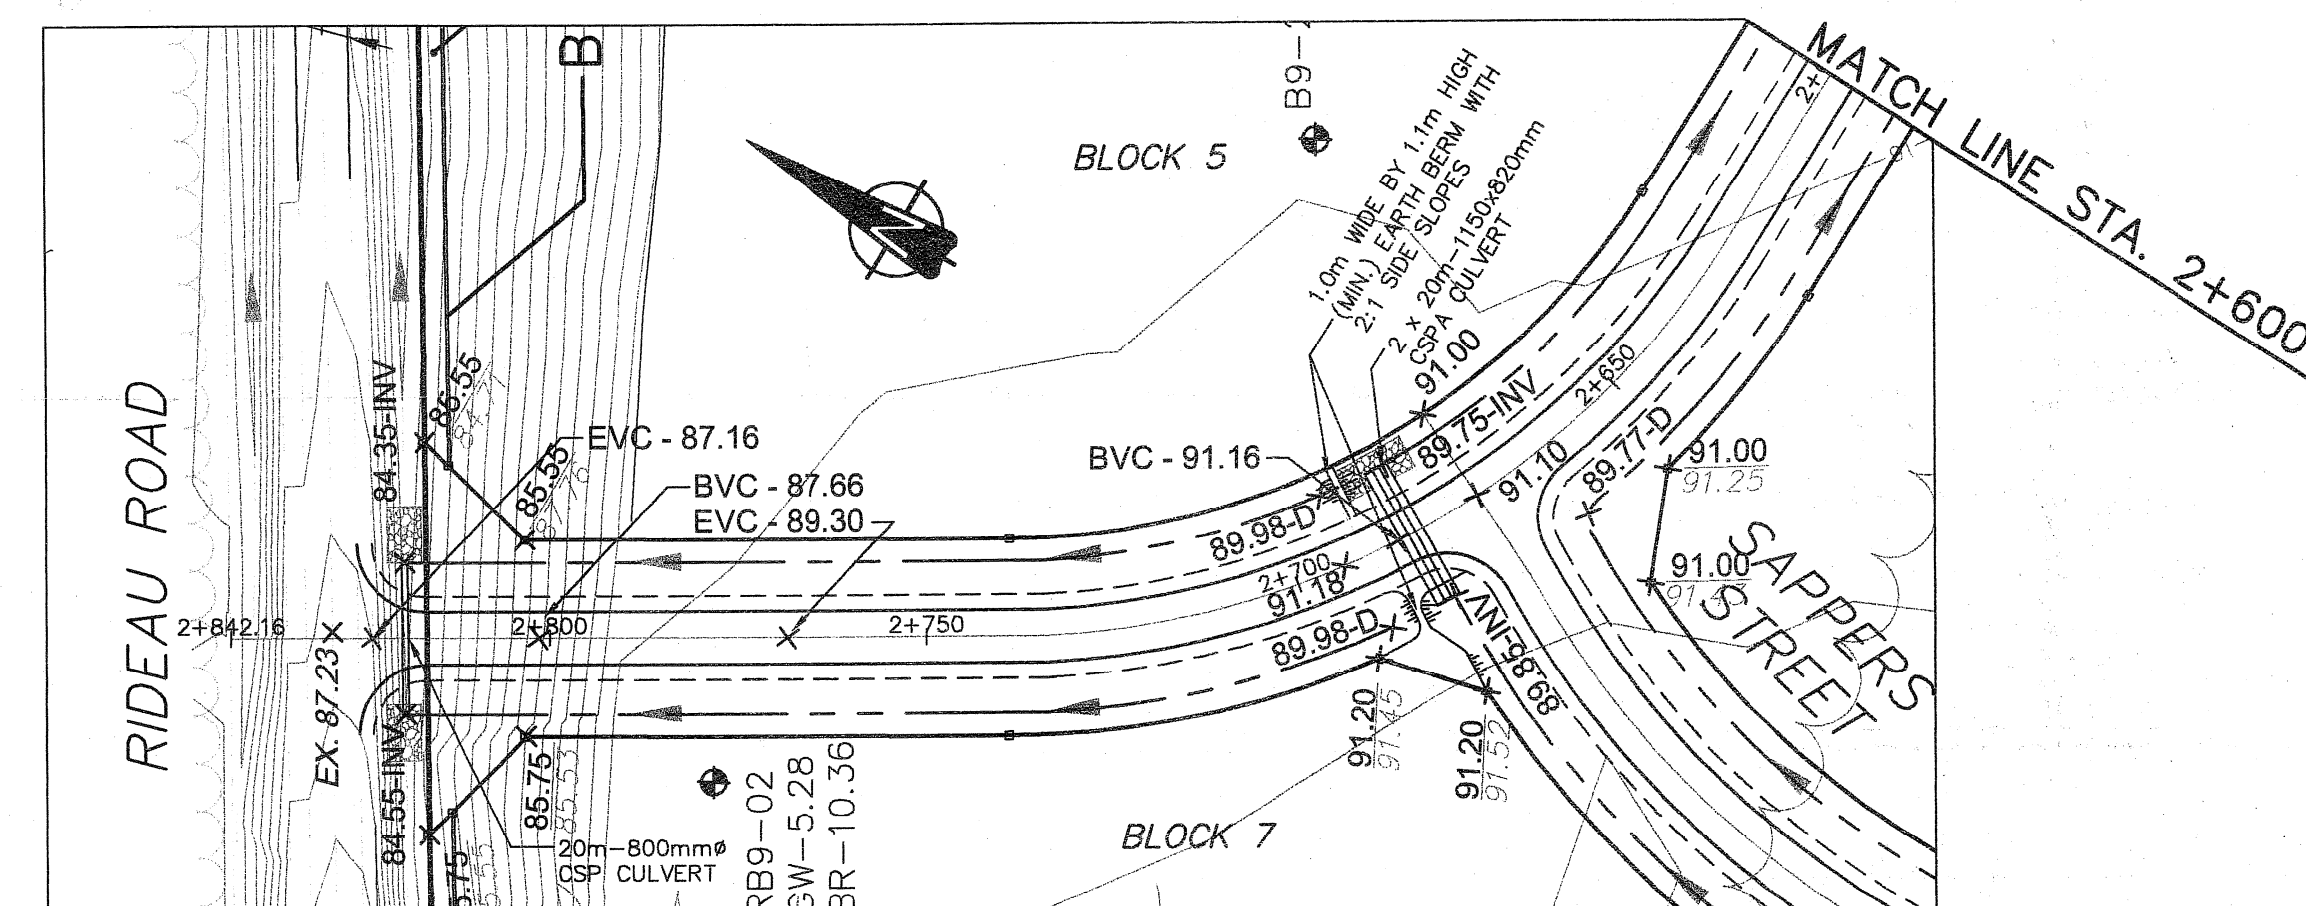 B
B9-2
MATCH LINE STA. 2+600
2+
BLOCK 5
1.0m WIDE BY 1.1m HIGH
(MIN.) EARTH BERM WITH
2:1 SIDE SLOPES
2 x 20m-1150x820mm
CSPA CULVERT
91.00
89.75-INV
2+650
91.10
89.77-D
91.00
91.25
91.00
SAPPERS
STREET
RIDEAU ROAD
84.35-INV
86.55
85.55
EVC - 87.16
BVC - 87.66
EVC - 89.30
BVC - 91.16
89.98-D
2+700
91.18
89.98-D
89.85-INV
2+842.16
2+800
2+750
EX. 87.23
91.20
91.45
91.20
91.52
84.55-INV
85.75
85.53
20m-800mmø
CSP CULVERT
RB9-02
GW-5.28
BR-10.36
BLOCK 7